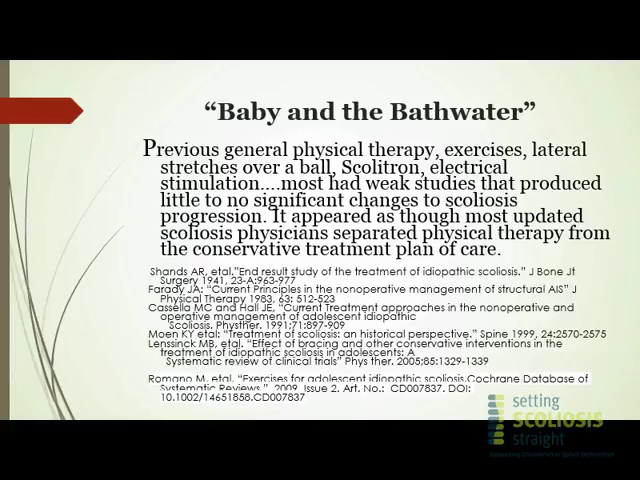 “Baby and the Bathwater”
Previous general physical therapy, exercises, lateral
stretches over a ball, Scolitron, electrical
stimulation....most had weak studies that produced
little to no significant changes to scoliosis
progression. It appeared as though most updated
scoliosis physicians separated physical therapy from
the conservative treatment plan of care.
Shands AR, etal.”End result study of the treatment of idiopathic scoliosis.” J Bone Jt
Surgery 1941, 23-A:963-977
Farady JA: “Current Principles in the nonoperative management of structural AIS” J
Physical Therapy 1983, 63: 512-523
Cassella MC and Hall JE, “Current Treatment approaches in the nonoperative and
operative management of adolescent idiopathic
Scoliosis. Physther. 1991;71:897-909
Moen KY etal: “Treatment of scoliosis: an historical perspective.” Spine 1999, 24:2570-2575
Lenssinck MB, etal. “Effect of bracing and other conservative interventions in the
treatment of idiopathic scoliosis in adolescents: A
Systematic review of clinical trials” Phys ther. 2005;85:1329-1339
Romano M, etal. “Exercises for adolescent idiopathic scoliosis.Cochrane Database of
Systematic Reviews.”, 2009, Issue 2. Art. No.: CD007837. DOI:
10.1002/14651858.CD007837
setting
SCOLIOSIS
straight